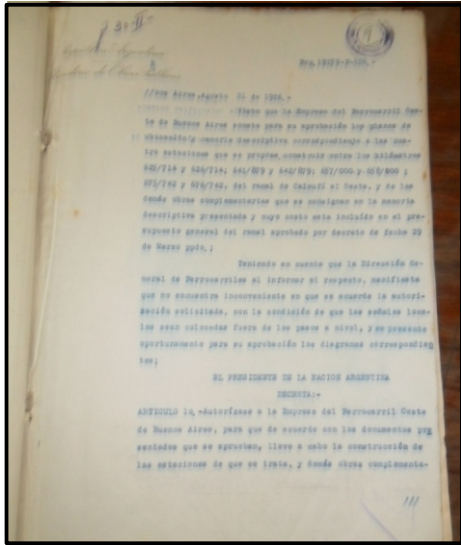 República Argentina
//nos Aires, Agosto 21 de 1926.-
Visto que la Empresa del Ferrocarril Oes-
te de Buenos Aires somete para su aprobación los planos de
ubicación y memoria descriptiva correspondiente a las cua-
tro estaciones que se propone construir entre los kilómetros
del ramal de Catriló al Oeste, y de las
demás obras complementarias que se consignan en la memoria
descriptiva presentada y cuyo costo está incluído en el pre-
supuesto general del ramal aprobado por decreto de fecha 29
de Marzo ppdo.;
Teniendo en cuenta que la Dirección Ge-
neral de Ferrocarriles al informar al respecto, manifiesta
que no encuentra inconveniente en que se acuerde la autori-
zación solicitada, con la condición de que las señales
sean colocadas fuera de los pasos a nivel, y se presente
oportunamente para su aprobación los diagramas correspondien
tes;
EL PRESIDENTE DE LA NACION ARGENTINA
DECRETA:-
ARTICULO 1o.-Autorízase a la Empresa del Ferrocarril Oeste
de Buenos Aires, para que de acuerdo con los documentos pre
sentados que se aprueban, lleve a cabo la construcción de
las estaciones de que se trata, y demás obras complementa-
///